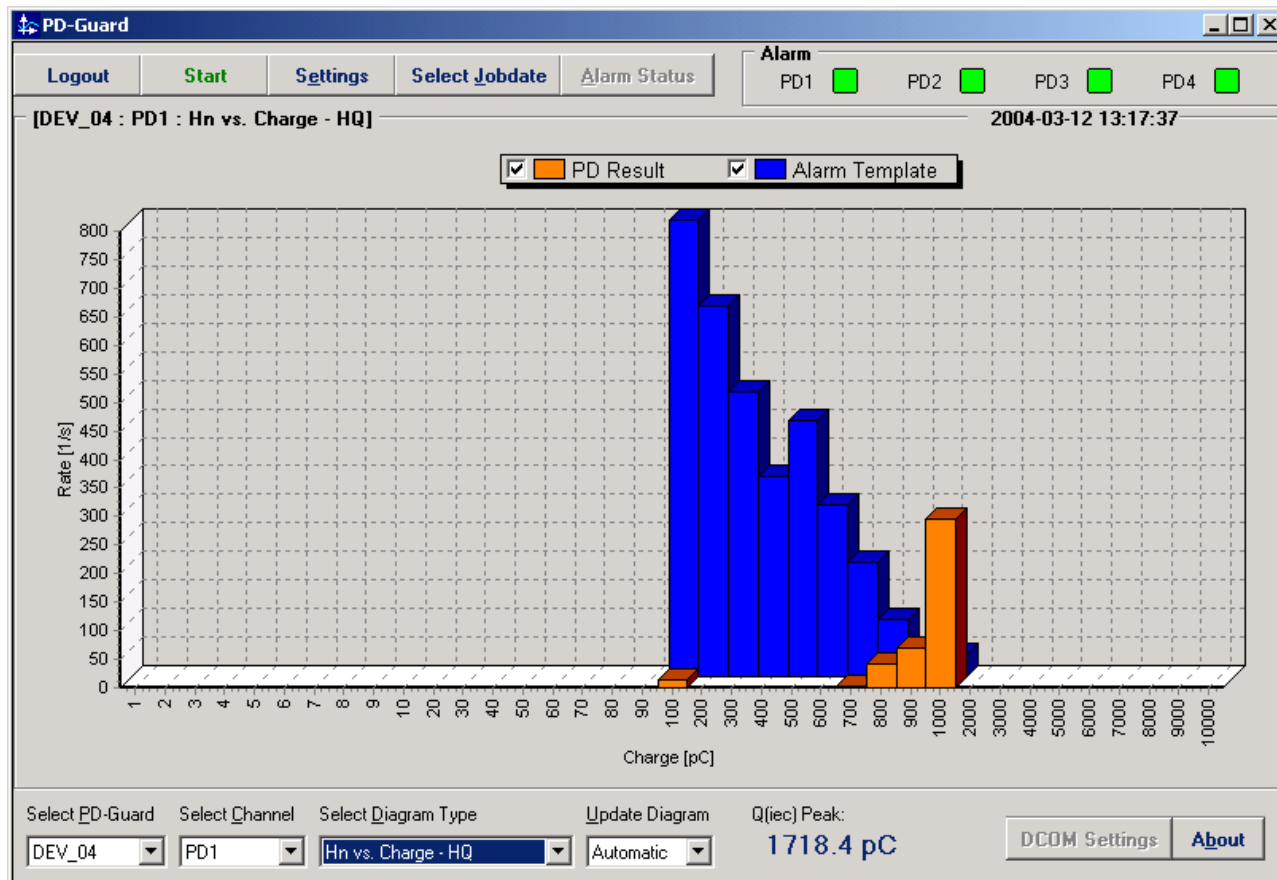 PD-Guard
Logout Start Settings Select Jobdate Alarm Status
Alarm
PD1 PD2 PD3 PD4
[DEV_04 : PD1 : Hn vs. Charge - HQ] 2004-03-12 13:17:37
PD Result Alarm Template
800
750
700
650
600
550
500
450
400
350
300
250
200
150
100
50
0
Rate [1/s]
1 2 3 4 5 6 7 8 9 10 20 30 40 50 60 70 80 90 100 200 300 400 500 600 700 800 900 1000 2000 3000 4000 5000 6000 7000 8000 9000 10000
Charge [pC]
Select PD-Guard Select Channel Select Diagram Type Update Diagram Q(iec) Peak:
DEV_04 PD1 Hn vs. Charge - HQ Automatic 1718.4 pC DCOM Settings About